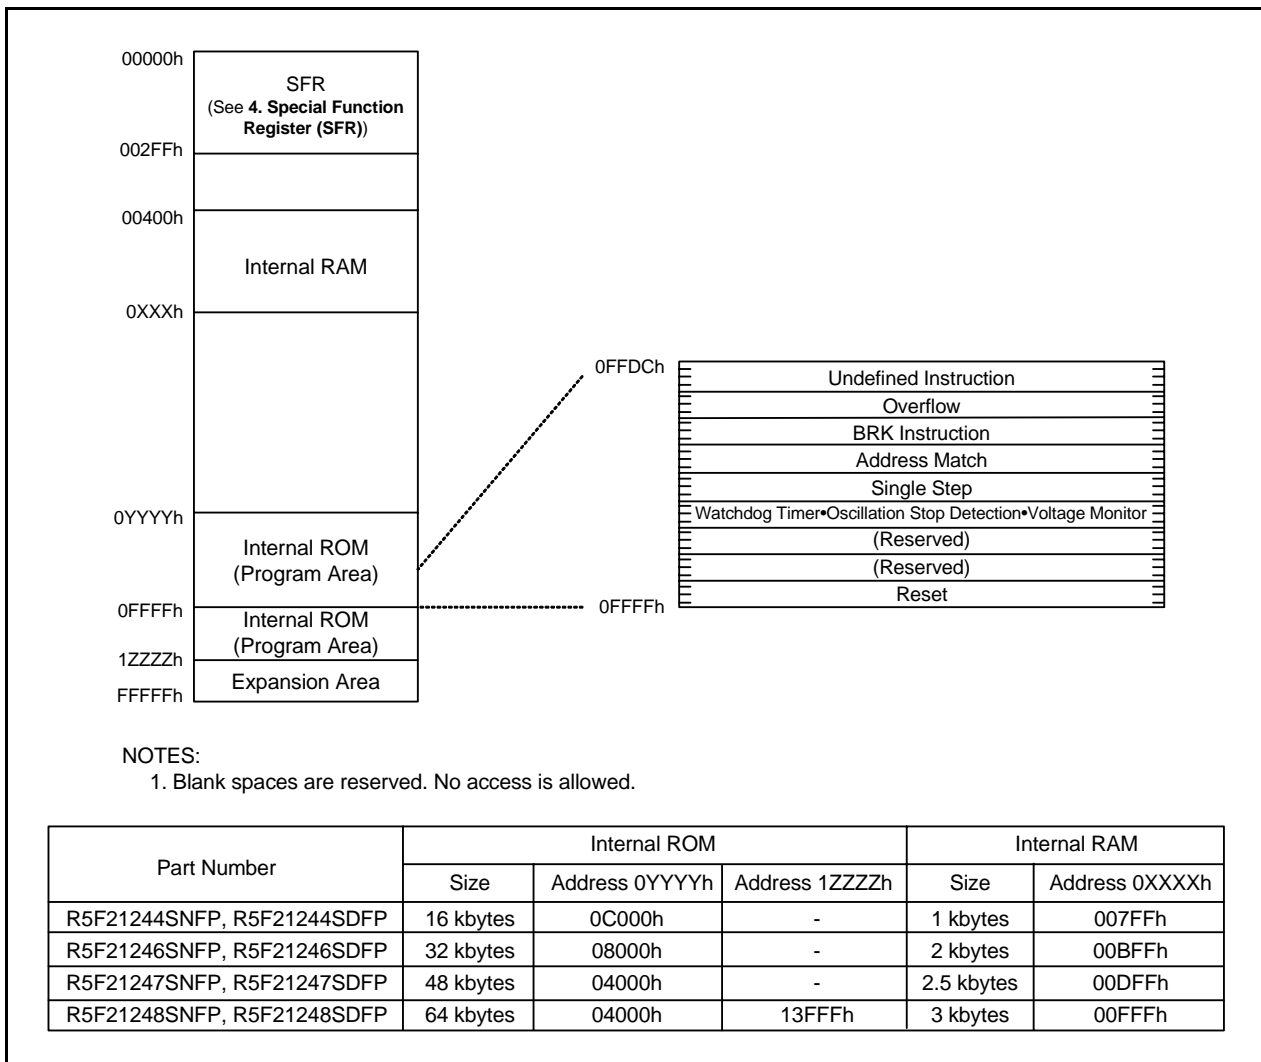 00000h
SFR
(See 4. Special Function
Register (SFR))
002FFh
00400h
Internal RAM
0XXXh
0YYYYh
Internal ROM
(Program Area)
0FFFFh
Internal ROM
(Program Area)
1ZZZZh
Expansion Area
FFFFFh
0FFDCh
Undefined Instruction
Overflow
BRK Instruction
Address Match
Single Step
Watchdog Timer•Oscillation Stop Detection•Voltage Monitor
(Reserved)
(Reserved)
Reset
0FFFFh
NOTES:
1. Blank spaces are reserved. No access is allowed.
Part Number Internal ROM Internal RAM
Size Address 0YYYYh Address 1ZZZZh Size Address 0XXXXh
R5F21244SNFP, R5F21244SDFP 16 kbytes 0C000h - 1 kbytes 007FFh
R5F21246SNFP, R5F21246SDFP 32 kbytes 08000h - 2 kbytes 00BFFh
R5F21247SNFP, R5F21247SDFP 48 kbytes 04000h - 2.5 kbytes 00DFFh
R5F21248SNFP, R5F21248SDFP 64 kbytes 04000h 13FFFh 3 kbytes 00FFFh